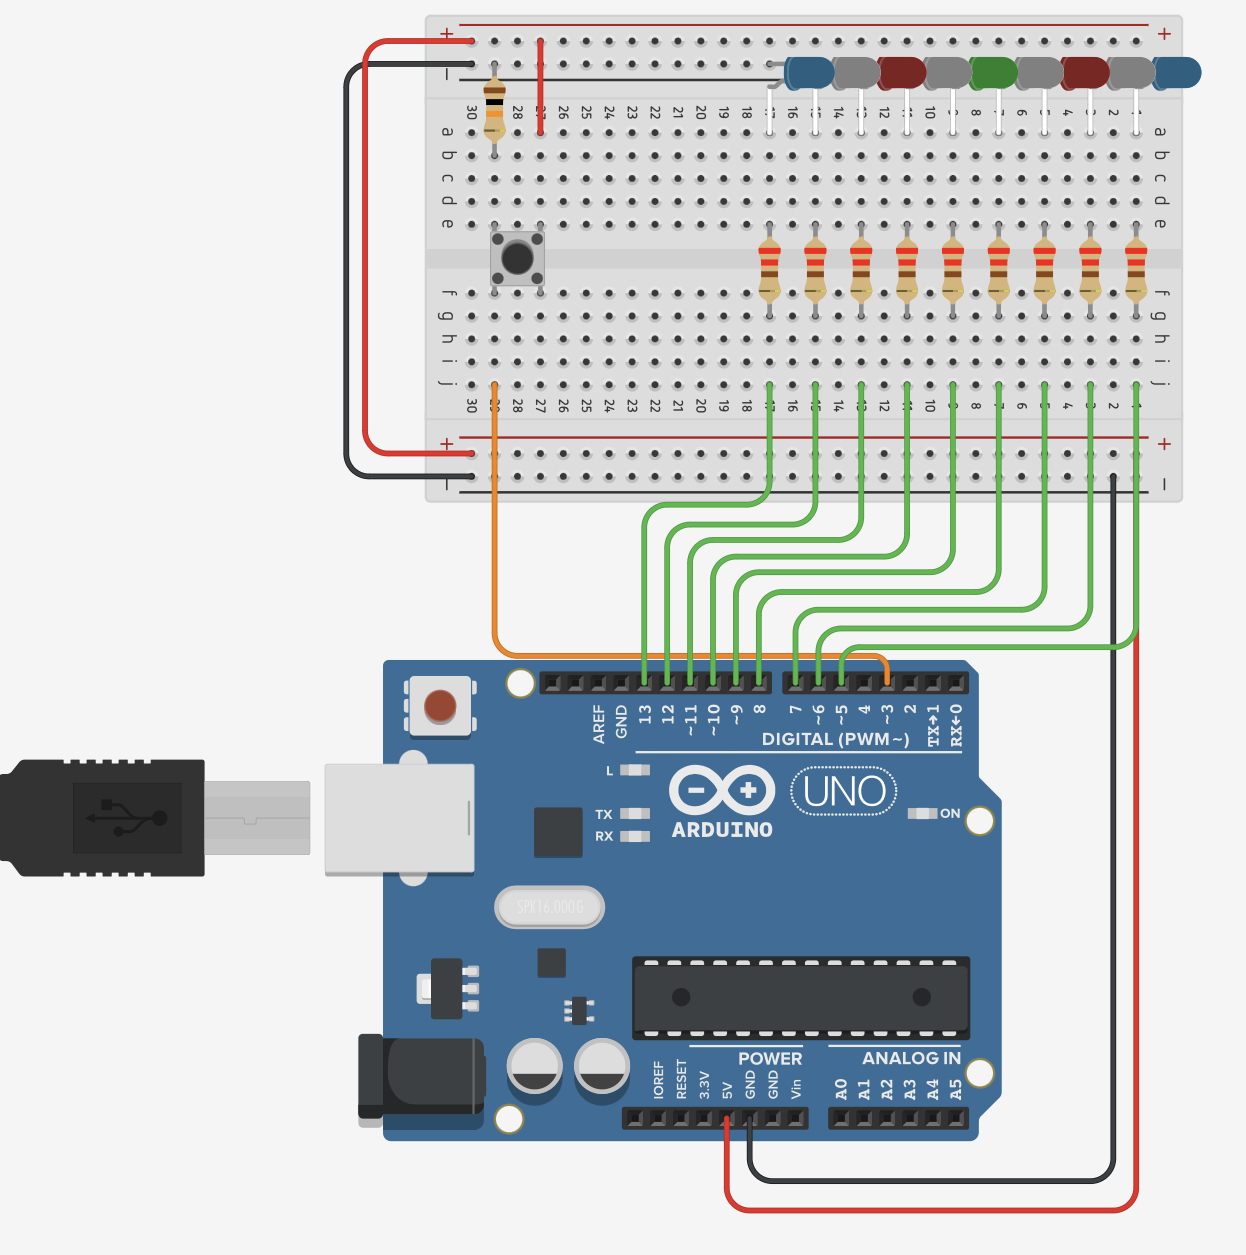 + +
– 
30 28 27 26 25 24 23 22 21 20 19 18 17 16 15 14 13 12 11 10 9 8 7 6 5 4 3 2 1
a a
b b
c c
d d
e e
f f
g g
h h
i i
j j
30 29 28 27 26 25 24 23 22 21 20 19 18 17 16 15 14 13 12 11 10 9 8 7 6 5 4 3 2 1
+ +
– –
AREF GND 13 12 ~11 ~10 ~9 8 7 ~6 ~5 4 ~3 2 TX→1 RX←0
DIGITAL (PWM~)
L
TX
RX
ARDUINO
UNO
ON
SPK16.000G
POWER ANALOG IN
IOREF RESET 3.3V 5V GND GND Vin A0 A1 A2 A3 A4 A5